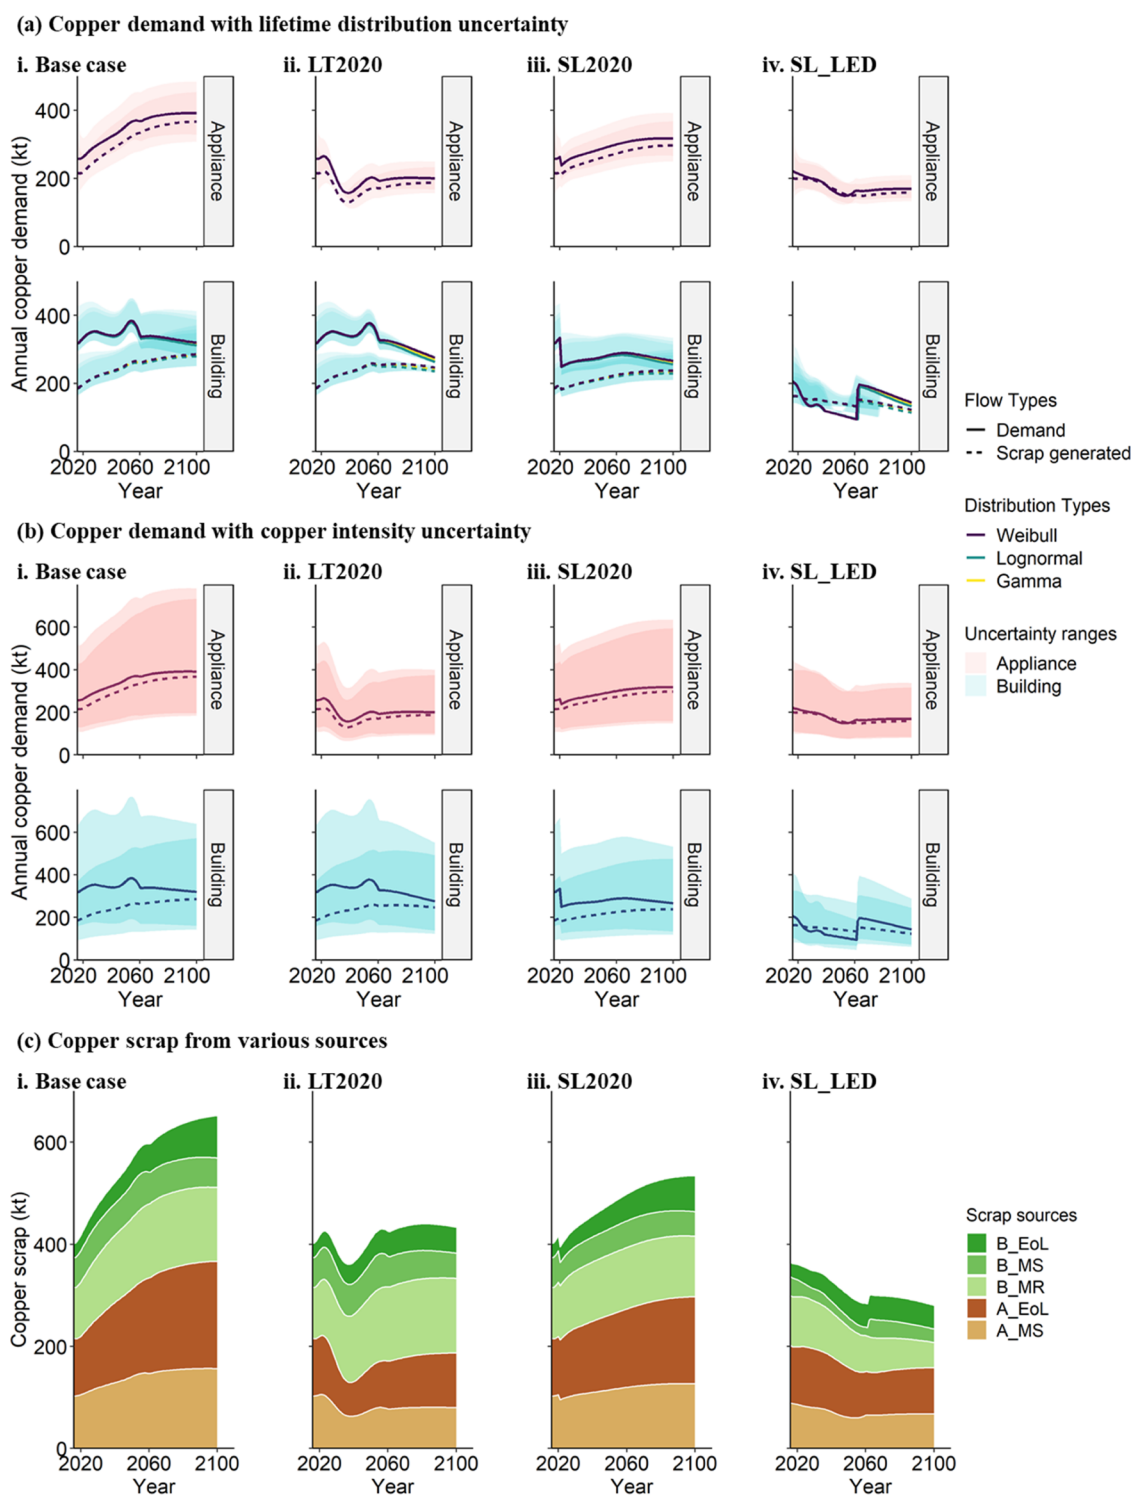 (a) Copper demand with lifetime distribution uncertainty
i. Base case
ii. LT2020
iii. SL2020
iv. SL_LED
Annual copper demand (kt)
400
200
0
Appliance
Appliance
Appliance
Appliance
400
200
0
Building
Building
Building
Building
2020 2060 2100
2020 2060 2100
2020 2060 2100
2020 2060 2100
Year
Year
Year
Year
Flow Types
Demand
Scrap generated
Distribution Types
Weibull
Lognormal
Gamma
Uncertainty ranges
Appliance
Building
(b) Copper demand with copper intensity uncertainty
i. Base case
ii. LT2020
iii. SL2020
iv. SL_LED
Annual copper demand (kt)
600
400
200
0
Appliance
Appliance
Appliance
Appliance
600
400
200
0
Building
Building
Building
Building
2020 2060 2100
2020 2060 2100
2020 2060 2100
2020 2060 2100
Year
Year
Year
Year
(c) Copper scrap from various sources
i. Base case
ii. LT2020
iii. SL2020
iv. SL_LED
Copper scrap (kt)
600
400
200
0
2020 2060 2100
2020 2060 2100
2020 2060 2100
2020 2060 2100
Year
Year
Year
Year
Scrap sources
B_EoL
B_MS
B_MR
A_EoL
A_MS